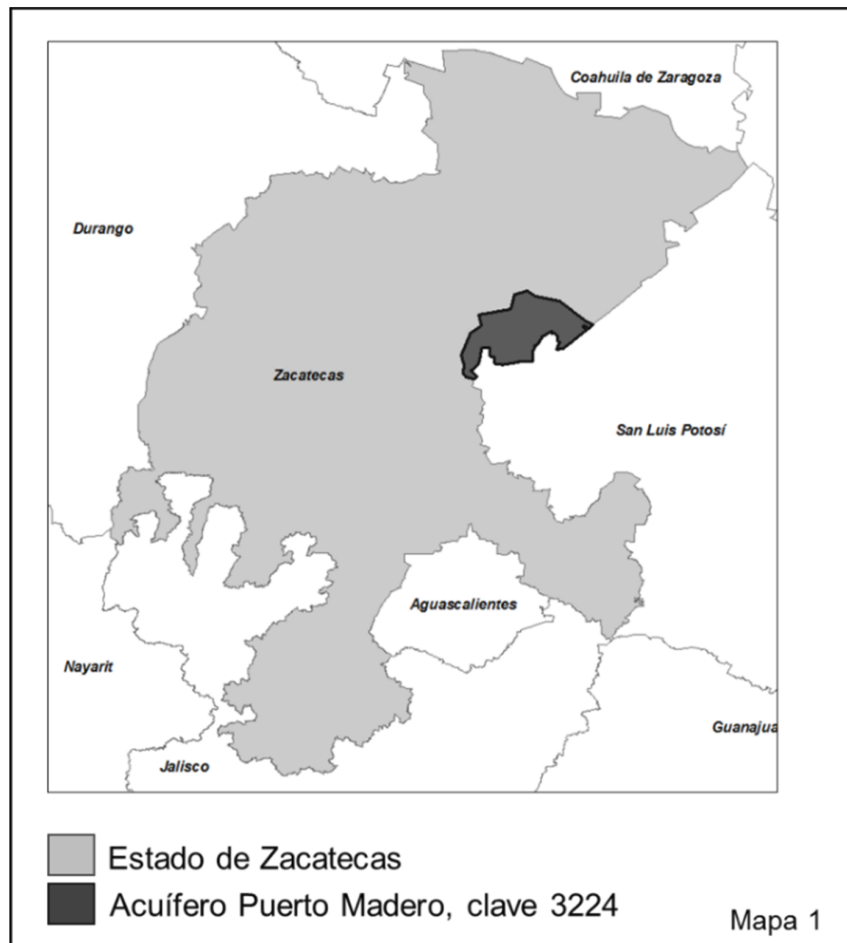 Coahuila de Zaragoza
Durango
Zacatecas
San Luis Potosí
Aguascalientes
Nayarit
Guanajua
Jalisco
Estado de Zacatecas
Acuífero Puerto Madero, clave 3224
Mapa 1